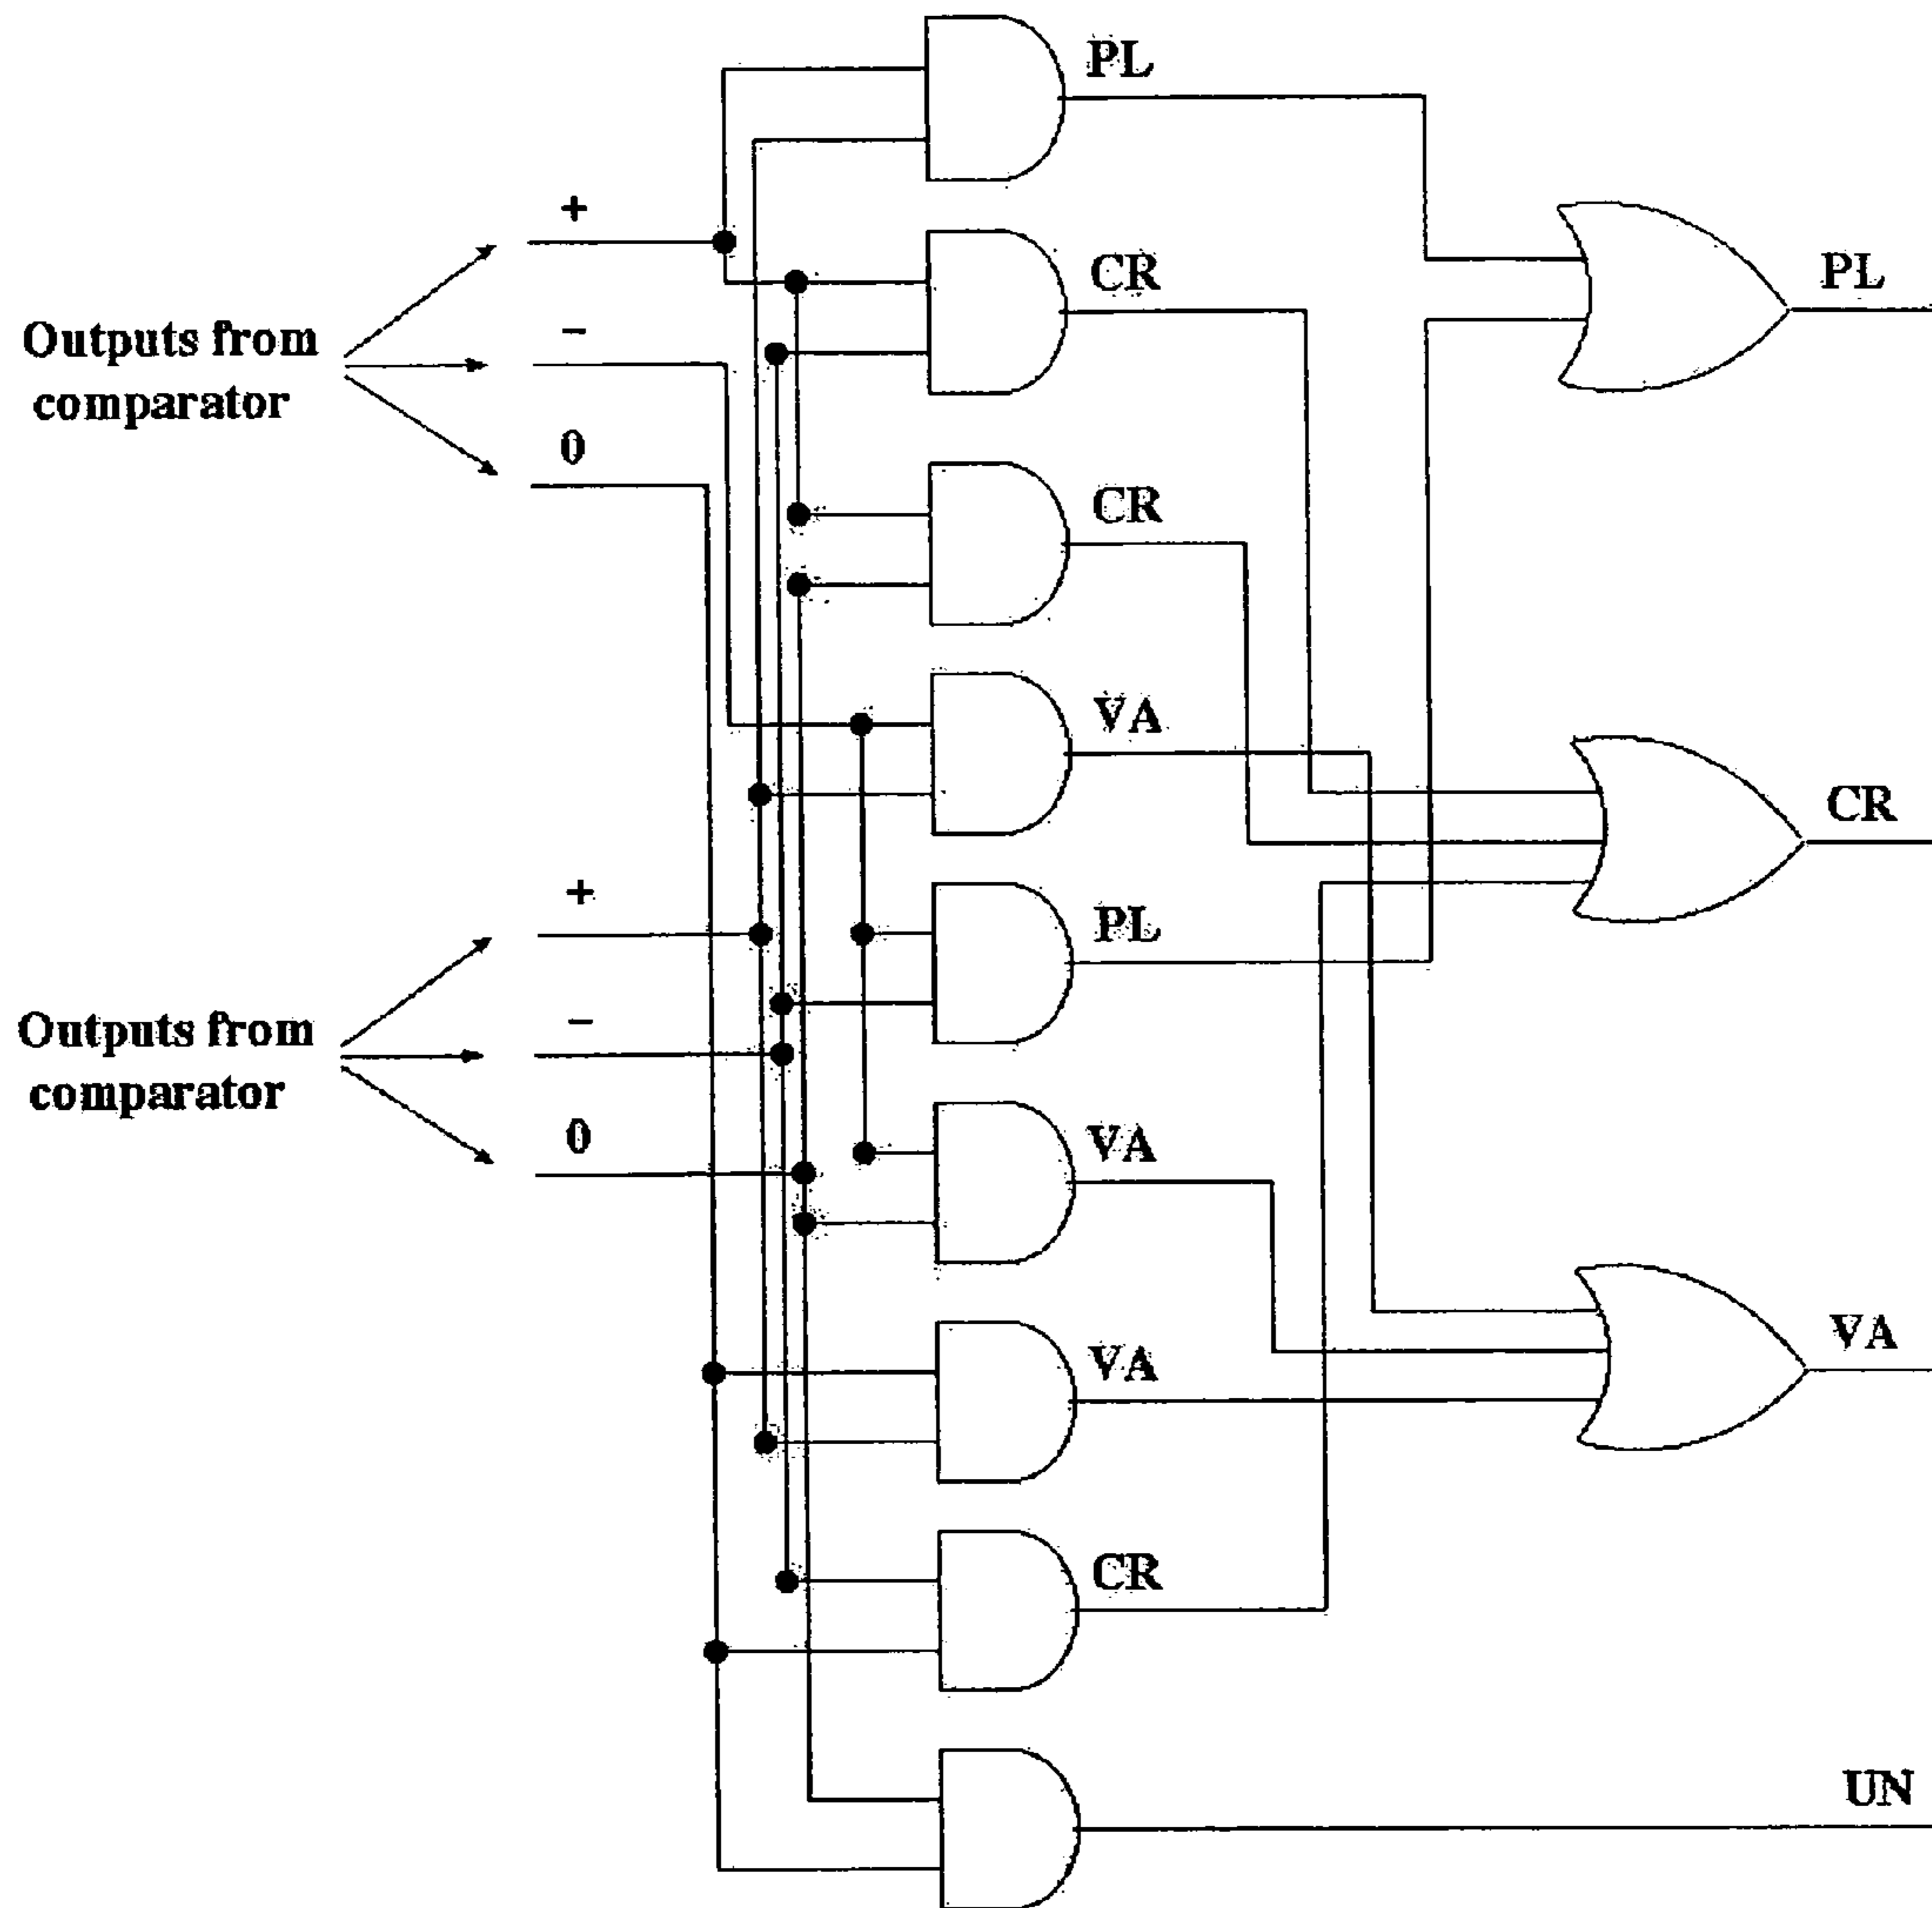 PL
+
CR
PL
Outputs from
comparator
−
0
CR
VA
CR
+
PL
Outputs from
comparator
−
0
VA
VA
VA
CR
UN